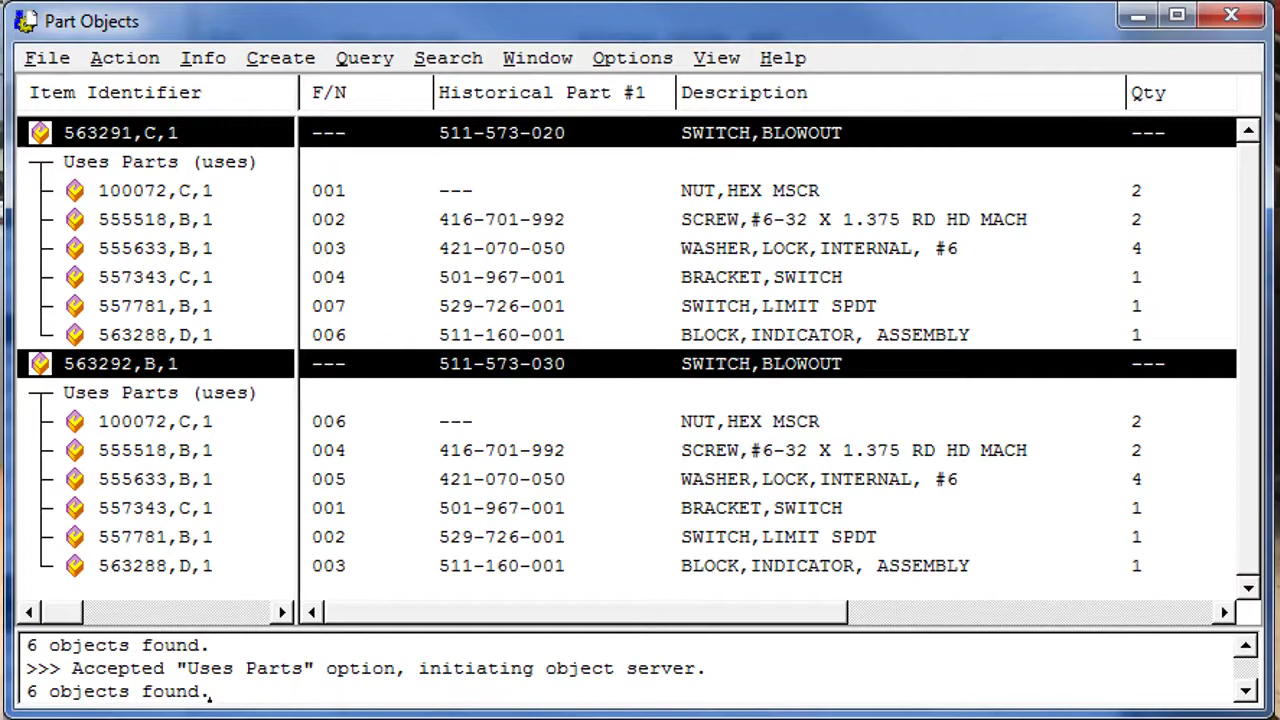 Part Objects
File Action Info Create Query Search Window Options View Help
Item Identifier F/N Historical Part #1 Description Qty
563291,C,1 --- 511-573-020 SWITCH,BLOWOUT ---
Uses Parts (uses)
100072,C,1 001 --- NUT,HEX MSCR 2
555518,B,1 002 416-701-992 SCREW,#6-32 X 1.375 RD HD MACH 2
555633,B,1 003 421-070-050 WASHER,LOCK,INTERNAL, #6 4
557343,C,1 004 501-967-001 BRACKET,SWITCH 1
557781,B,1 007 529-726-001 SWITCH,LIMIT SPDT 1
563288,D,1 006 511-160-001 BLOCK,INDICATOR, ASSEMBLY 1
563292,B,1 --- 511-573-030 SWITCH,BLOWOUT ---
Uses Parts (uses)
100072,C,1 006 --- NUT,HEX MSCR 2
555518,B,1 004 416-701-992 SCREW,#6-32 X 1.375 RD HD MACH 2
555633,B,1 005 421-070-050 WASHER,LOCK,INTERNAL, #6 4
557343,C,1 001 501-967-001 BRACKET,SWITCH 1
557781,B,1 002 529-726-001 SWITCH,LIMIT SPDT 1
563288,D,1 003 511-160-001 BLOCK,INDICATOR, ASSEMBLY 1
6 objects found.
>>> Accepted "Uses Parts" option, initiating object server.
6 objects found.